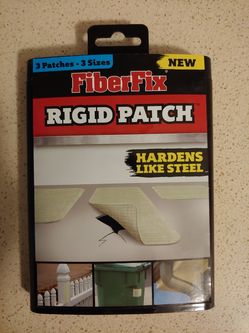 3 Patches - 3 Sizes
NEW
FiberFix
RIGID PATCH
HARDENS
LIKE STEEL